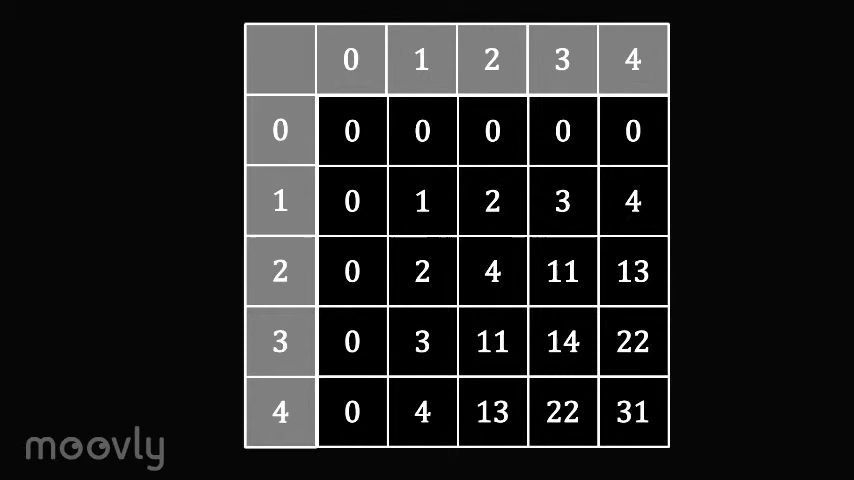 0 1 2 3 4
0 0 0 0 0 0
1 0 1 2 3 4
2 0 2 4 11 13
3 0 3 11 14 22
4 0 4 13 22 31
moovly